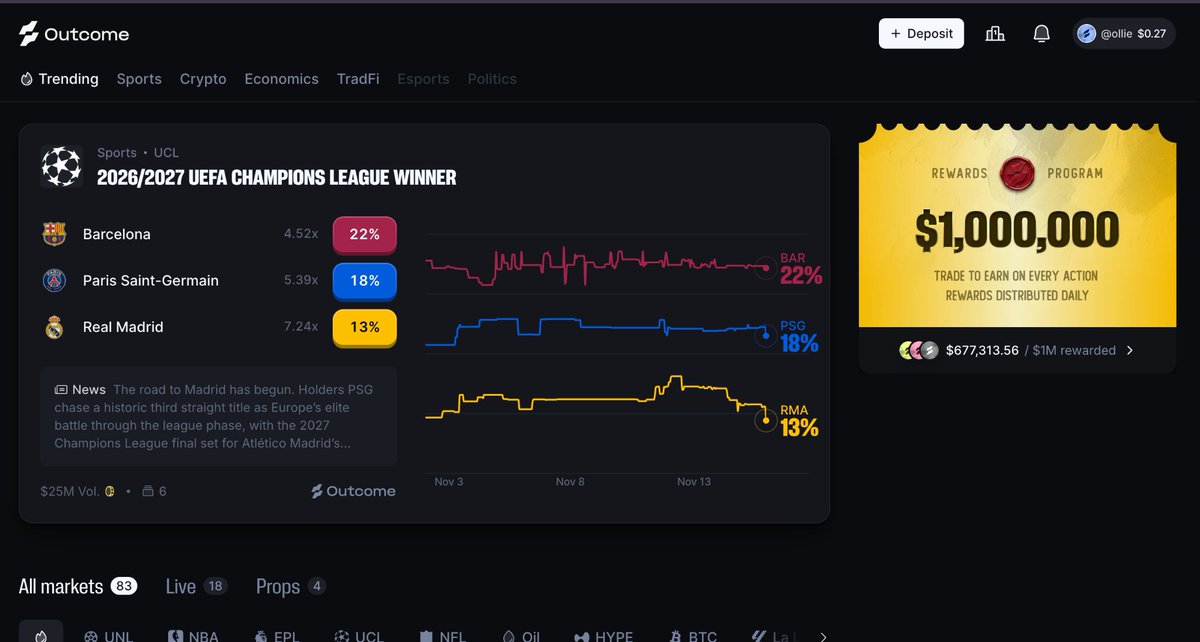 Outcome
+ Deposit
@ollie $0.27
Trending Sports Crypto Economics TradFi Esports Politics
Sports • UCL
2026/2027 UEFA CHAMPIONS LEAGUE WINNER
Barcelona 4.52x 22%
Paris Saint-Germain 5.39x 18%
Real Madrid 7.24x 13%
News The road to Madrid has begun. Holders PSG
chase a historic third straight title as Europe's elite
battle through the league phase, with the 2027
Champions League final set for Atlético Madrid's...
$25M Vol. • 6
Outcome
BAR
22%
PSG
18%
RMA
13%
Nov 3 Nov 8 Nov 13
REWARDS PROGRAM
$1,000,000
TRADE TO EARN ON EVERY ACTION
REWARDS DISTRIBUTED DAILY
$677,313.56 / $1M rewarded
All markets 83 Live 18 Props 4
UNL NBA EPL UCL NFL Oil HYPE BTC La